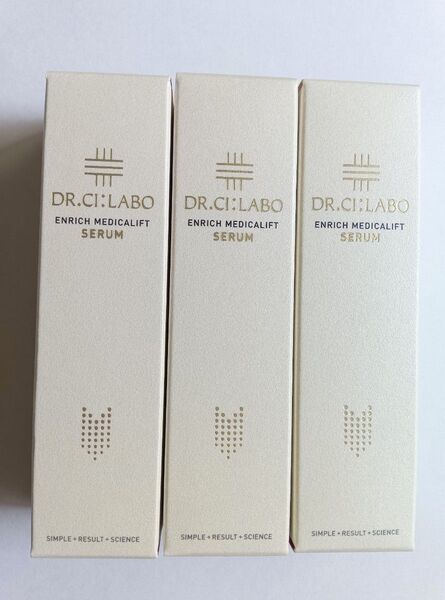 DR.CI:LABO
ENRICH MEDICALIFT
SERUM
SIMPLE + RESULT + SCIENCE
DR.CI:LABO
ENRICH MEDICALIFT
SERUM
SIMPLE + RESULT + SCIENCE
DR.CI:LABO
ENRICH MEDICALIFT
SERUM
SIMPLE + RESULT + SCIENCE